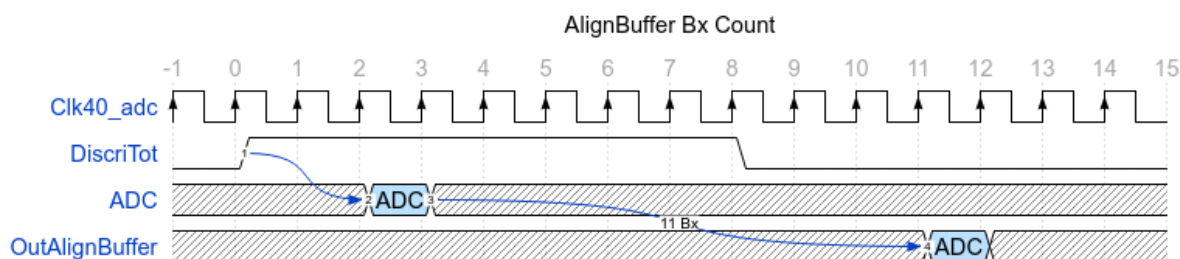 AlignBuffer Bx Count
-1 0 1 2 3 4 5 6 7 8 9 10 11 12 13 14 15
Clk40_adc
DiscriTot 1
ADC 2 ADC 3
11 Bx
OutAlignBuffer 4 ADC